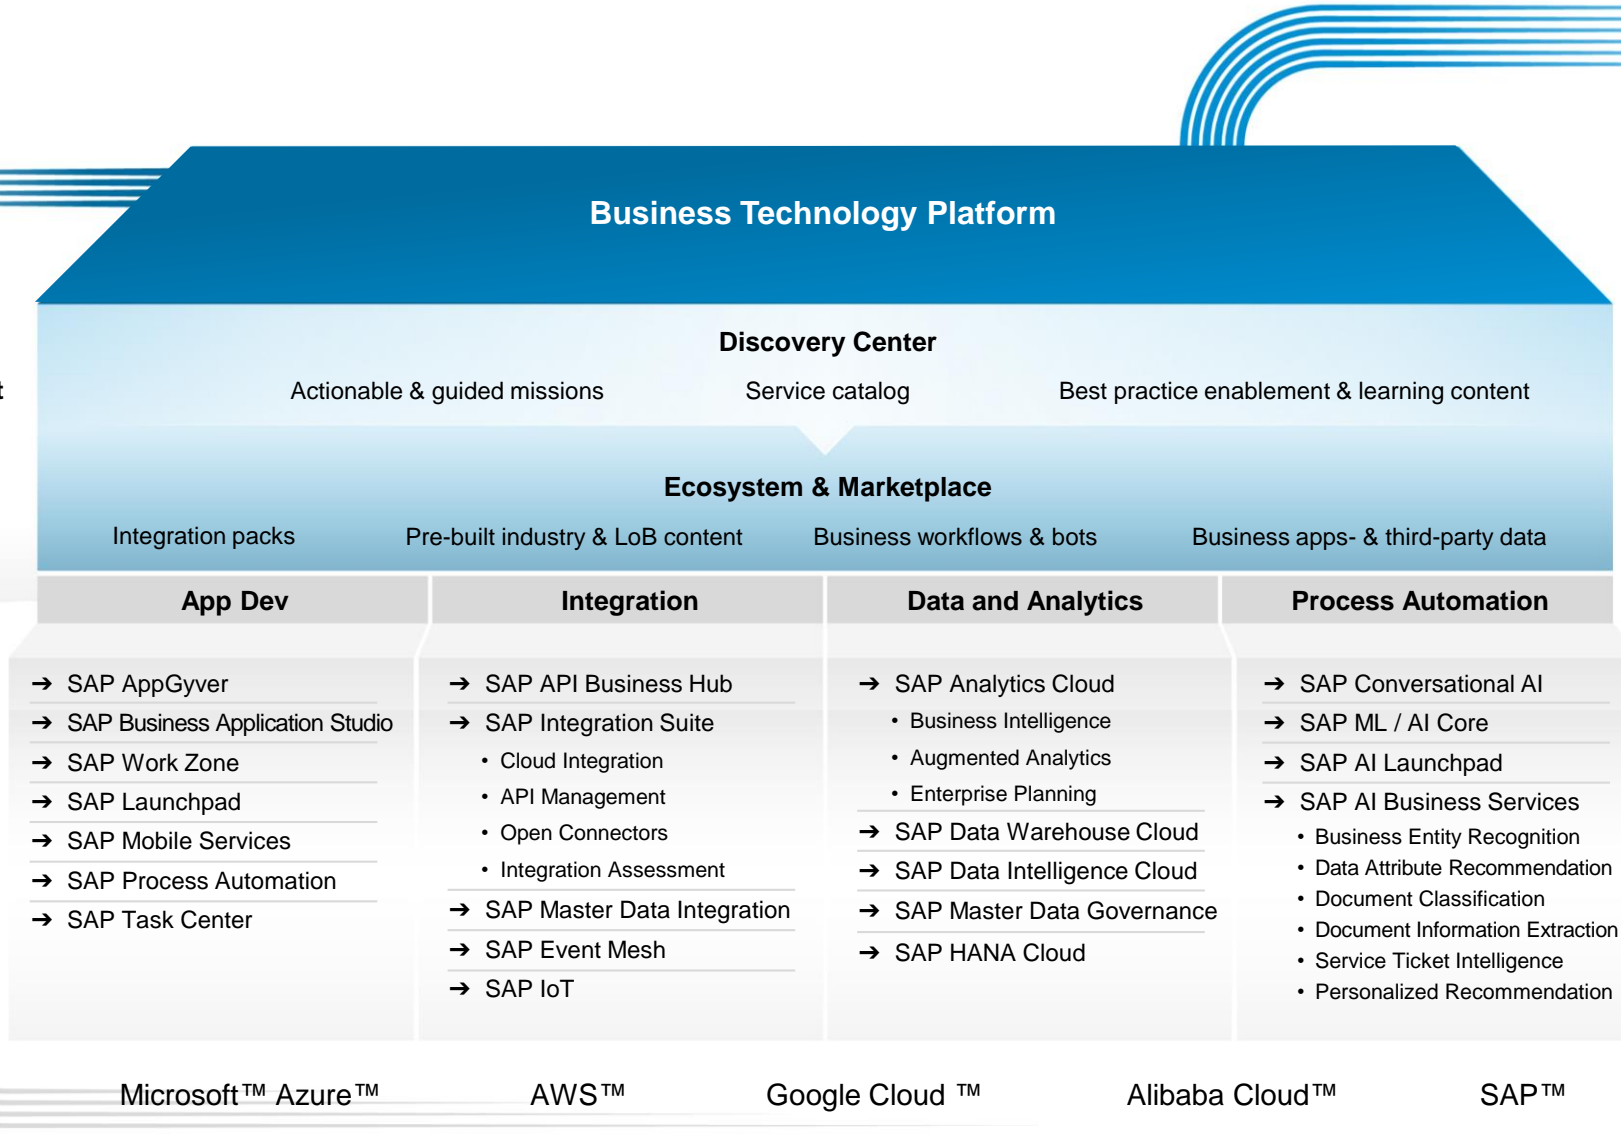 Business Technology Platform
Discovery Center
Actionable & guided missions
Service catalog
Best practice enablement & learning content
Ecosystem & Marketplace
Integration packs
Pre-built industry & LoB content
Business workflows & bots
Business apps- & third-party data
App Dev
➔ SAP AppGyver
➔ SAP Business Application Studio
➔ SAP Work Zone
➔ SAP Launchpad
➔ SAP Mobile Services
➔ SAP Process Automation
➔ SAP Task Center
Integration
➔ SAP API Business Hub
➔ SAP Integration Suite
• Cloud Integration
• API Management
• Open Connectors
• Integration Assessment
➔ SAP Master Data Integration
➔ SAP Event Mesh
➔ SAP IoT
Data and Analytics
➔ SAP Analytics Cloud
• Business Intelligence
• Augmented Analytics
• Enterprise Planning
➔ SAP Data Warehouse Cloud
➔ SAP Data Intelligence Cloud
➔ SAP Master Data Governance
➔ SAP HANA Cloud
Process Automation
➔ SAP Conversational AI
➔ SAP ML / AI Core
➔ SAP AI Launchpad
➔ SAP AI Business Services
• Business Entity Recognition
• Data Attribute Recommendation
• Document Classification
• Document Information Extraction
• Service Ticket Intelligence
• Personalized Recommendation
Microsoft™ Azure™
AWS™
Google Cloud ™
Alibaba Cloud™
SAP™